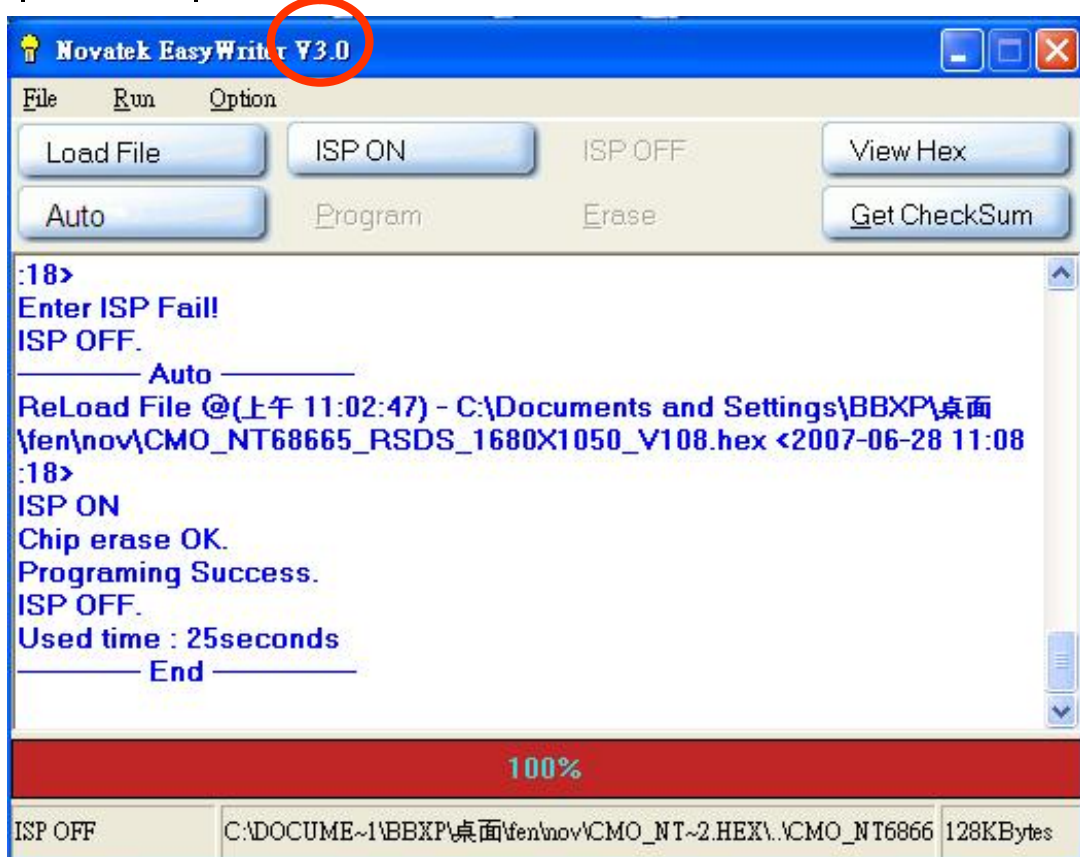 Novatek EasyWriter V3.0
File Run Option
Load File ISP ON ISP OFF View Hex
Auto Program Erase Get CheckSum
:18>
Enter ISP Fail!
ISP OFF.
———— Auto ————
ReLoad File @(上午 11:02:47) - C:\Documents and Settings\BBXP\桌面
\fen\nov\CMO_NT68665_RSDS_1680X1050_V108.hex <2007-06-28 11:08
:18>
ISP ON
Chip erase OK.
Programing Success.
ISP OFF.
Used time : 25seconds
———— End ————
100%
ISP OFF C:\DOCUME~1\BBXP\桌面\fen\nov\CMO_NT~2.HEX\..\CMO_NT6866 128KBytes